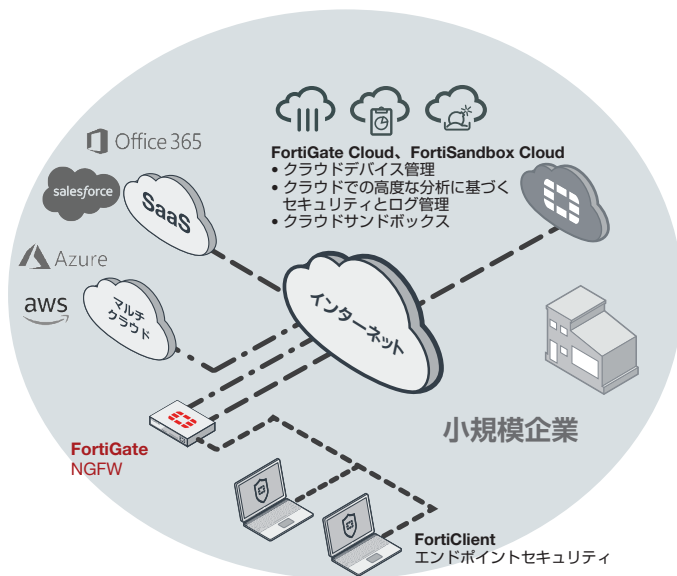 Office 365
salesforce
SaaS
Azure
aws
マルチ
クラウド
FortiGate Cloud、FortiSandbox Cloud
• クラウドデバイス管理
• クラウドでの高度な分析に基づく
セキュリティとログ管理
• クラウドサンドボックス
インターネット
小規模企業
FortiGate
NGFW
FortiClient
エンドポイントセキュリティ